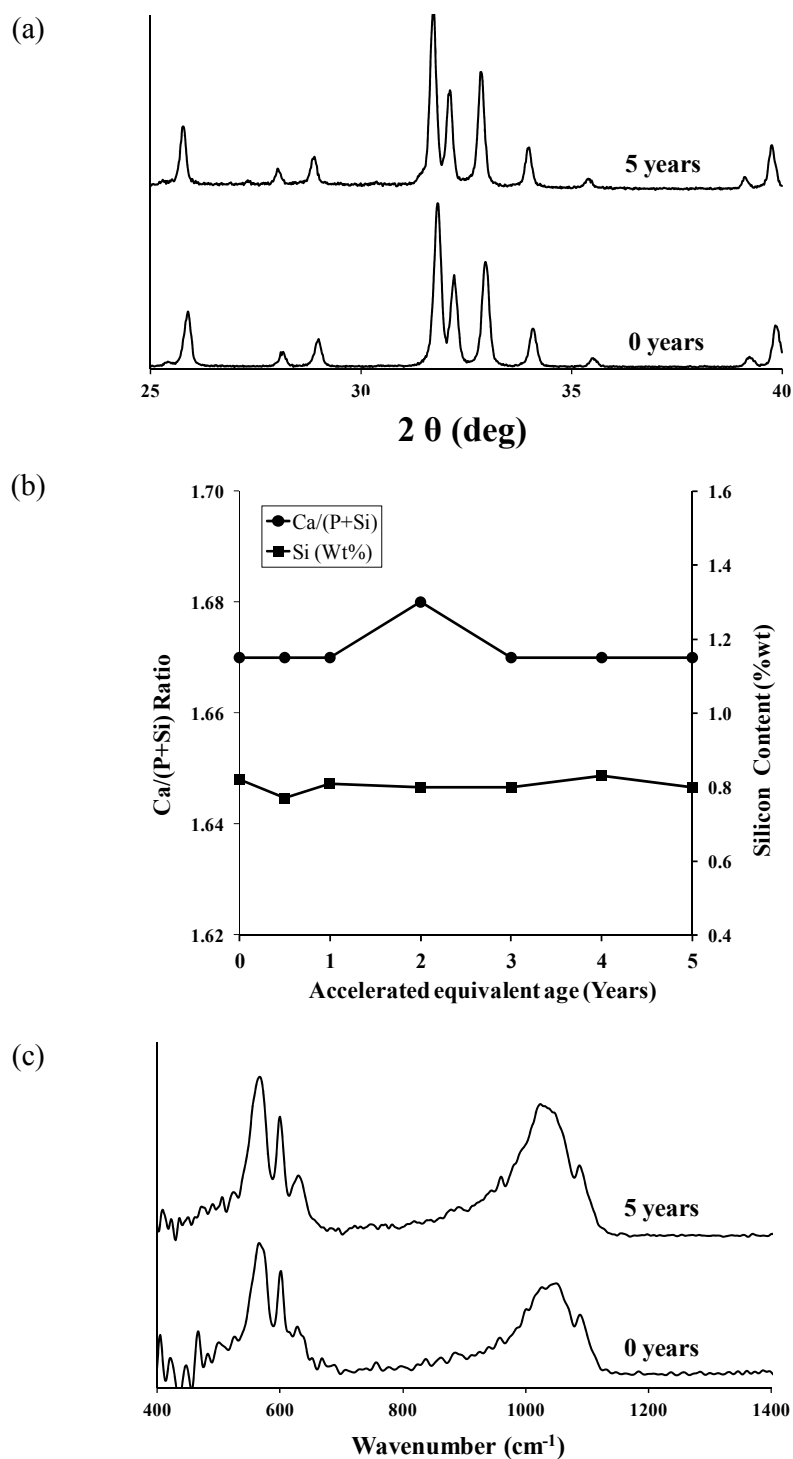 (a)
5 years
0 years
25 30 35 40
2 θ (deg)
(b)
1.70
1.68
1.66
1.64
1.62
Ca/(P+Si) Ratio
Ca/(P+Si)
Si (Wt%)
1.6
1.4
1.2
1.0
0.8
0.6
0.4
Silicon Content (%wt)
0 1 2 3 4 5
Accelerated equivalent age (Years)
(c)
5 years
0 years
400 600 800 1000 1200 1400
Wavenumber (cm⁻¹)